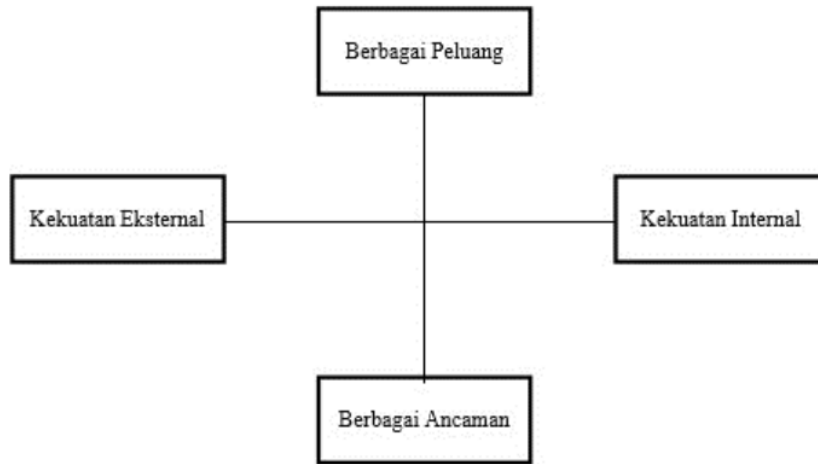 Berbagai Peluang
Kekuatan Eksternal
Kekuatan Internal
Berbagai Ancaman